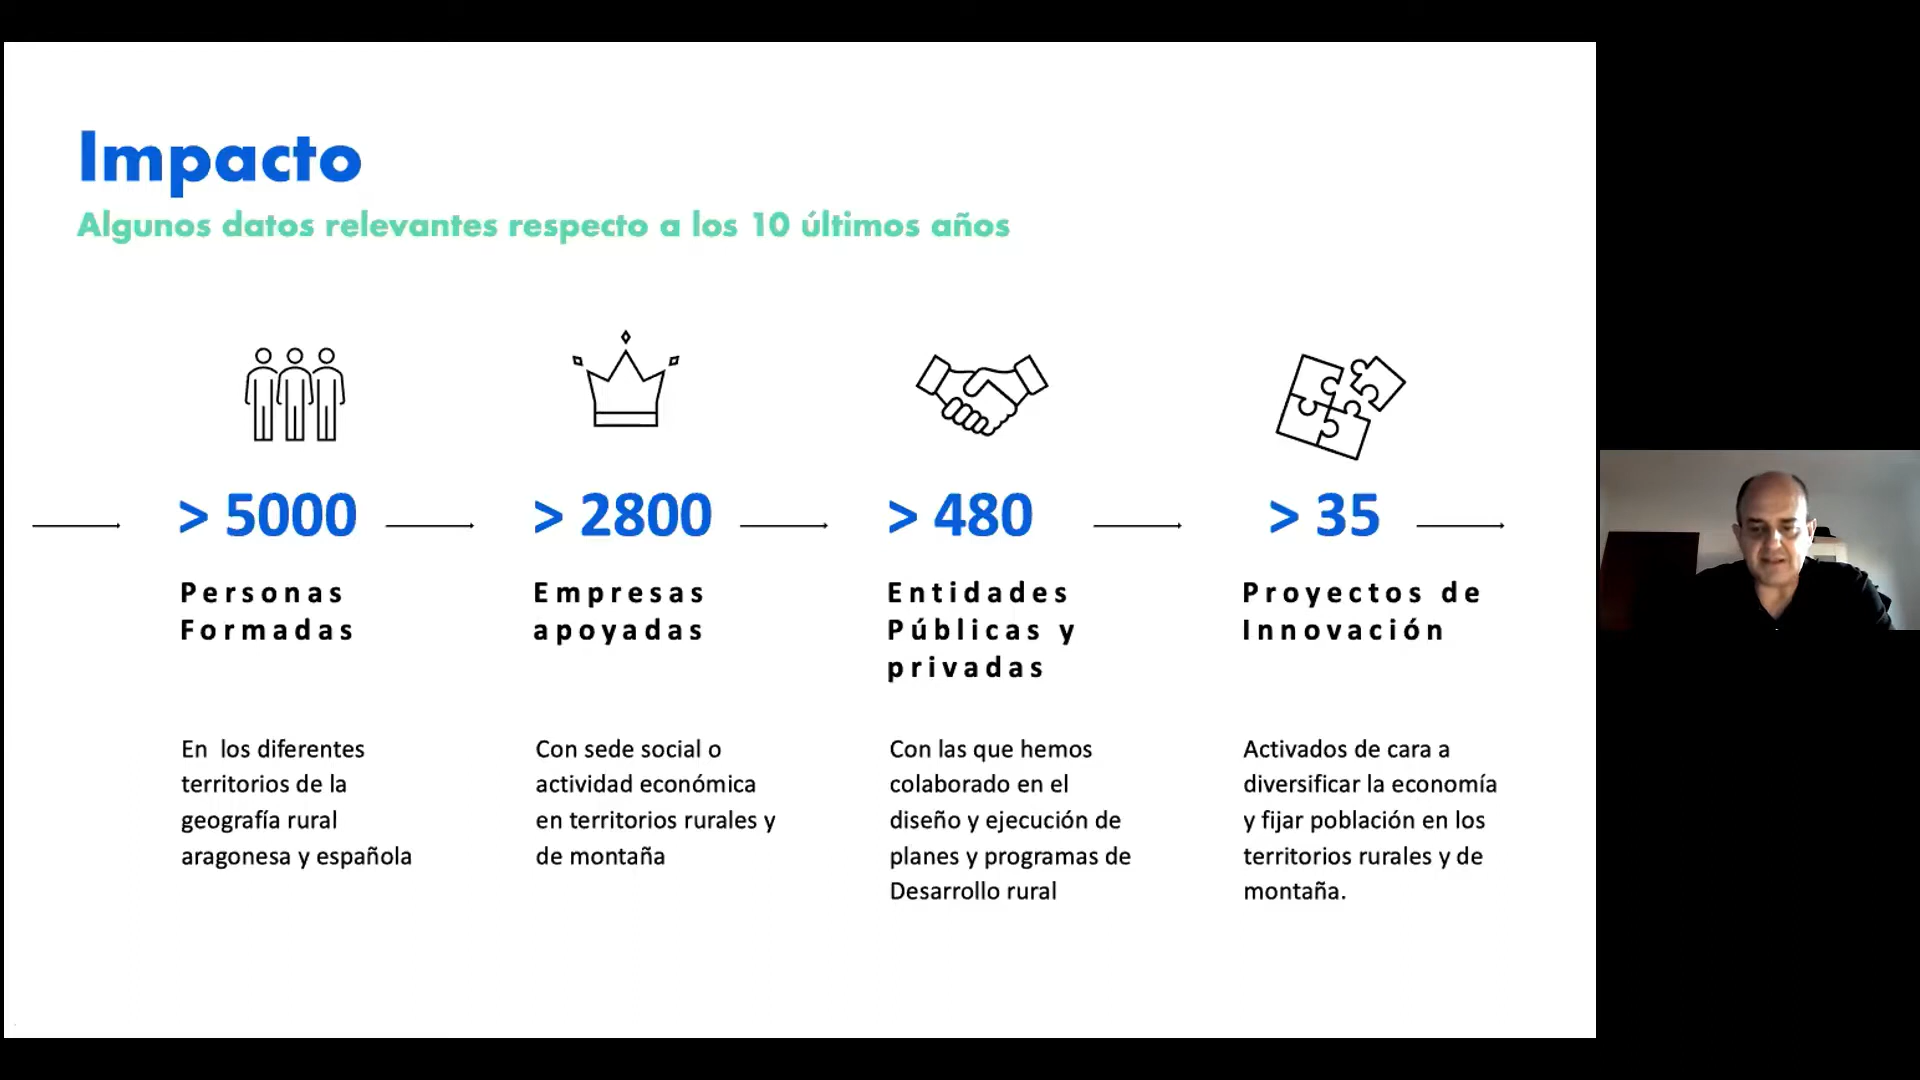 Impacto
Algunos datos relevantes respecto a los 10 últimos años
> 5000
Personas
Formadas
En los diferentes
territorios de la
geografía rural
aragonesa y española
> 2800
Empresas
apoyadas
Con sede social o
actividad económica
en territorios rurales y
de montaña
> 480
Entidades
Públicas y
privadas
Con las que hemos
colaborado en el
diseño y ejecución de
planes y programas de
Desarrollo rural
> 35
Proyectos de
Innovación
Activados de cara a
diversificar la economía
y fijar población en los
territorios rurales y de
montaña.